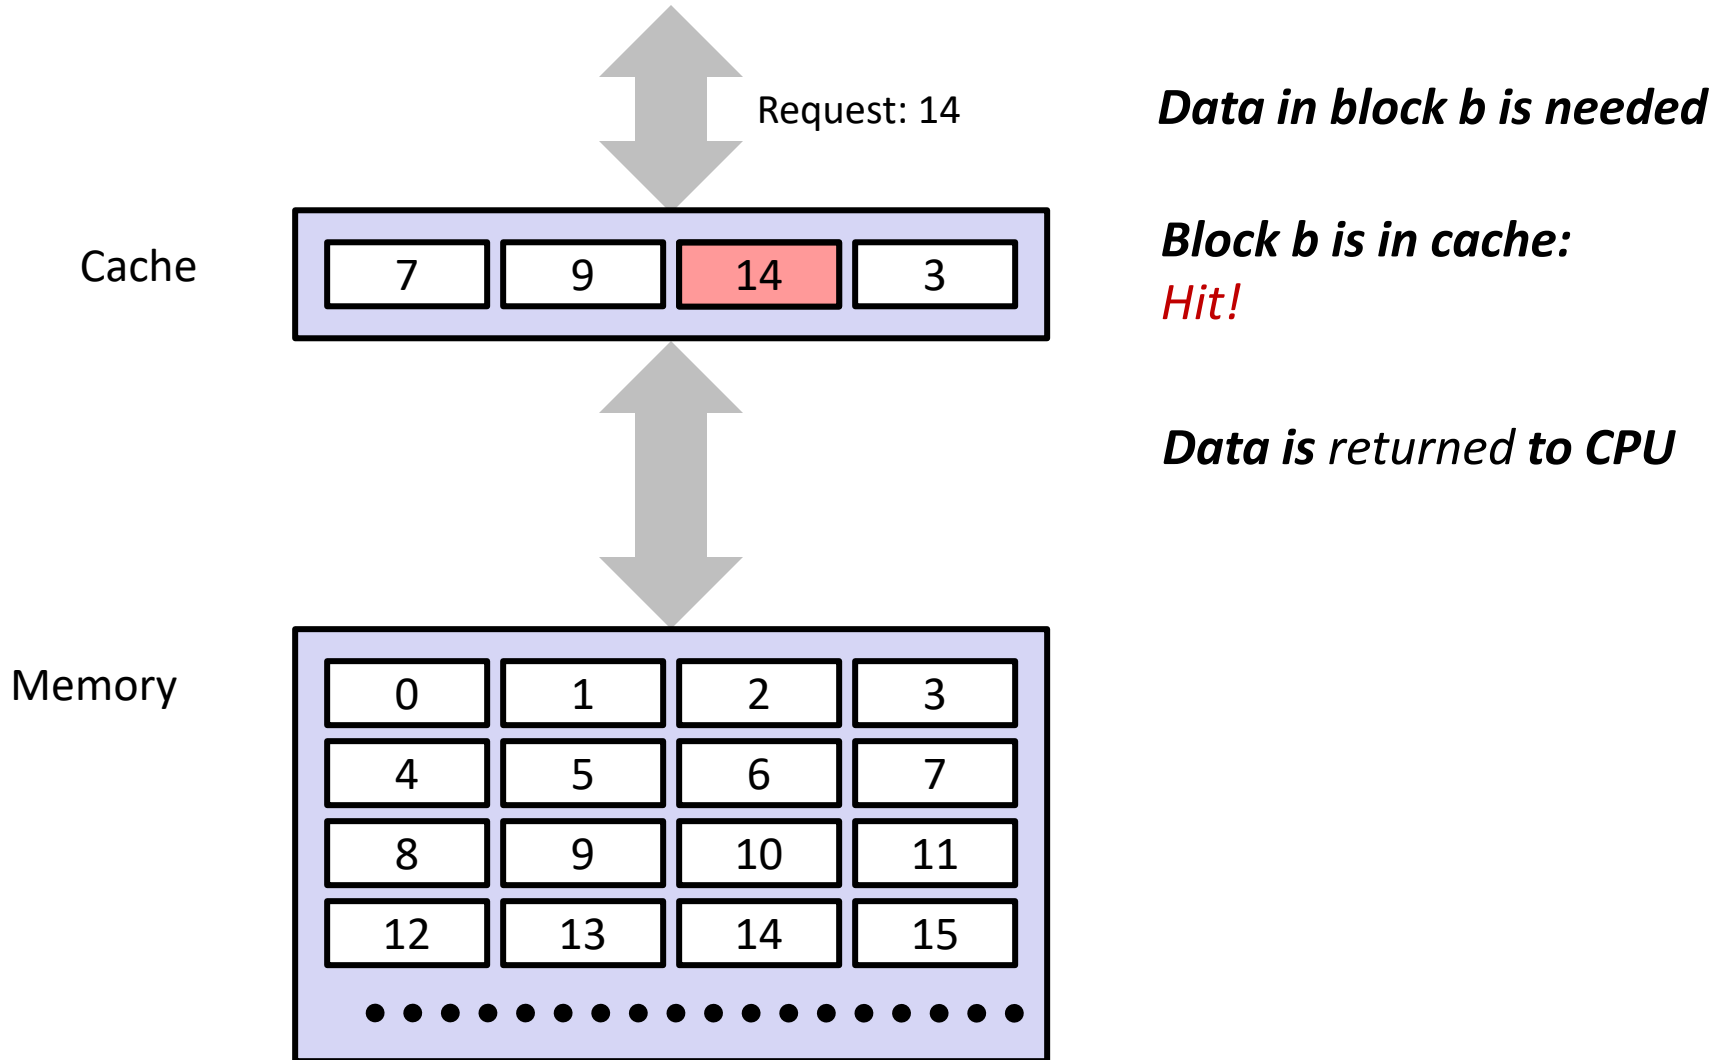 Request: 14
Data in block b is needed
Cache
7 9 14 3
Block b is in cache:
Hit!
Data is returned to CPU
Memory
0 1 2 3
4 5 6 7
8 9 10 11
12 13 14 15